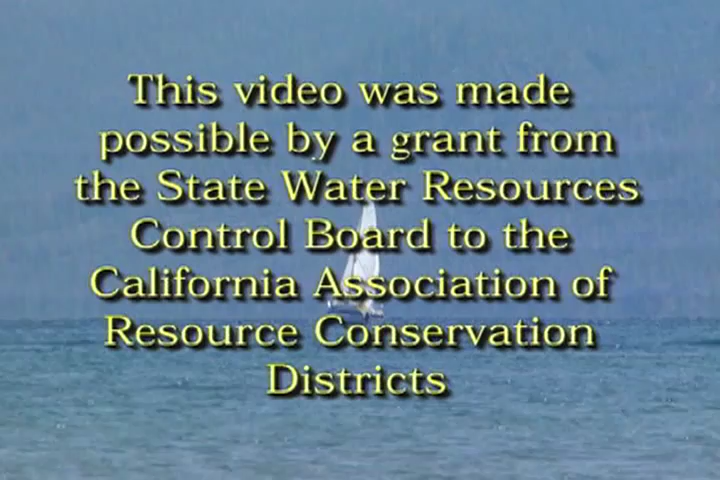 This video was made
possible by a grant from
the State Water Resources
Control Board to the
California Association of
Resource Conservation
Districts